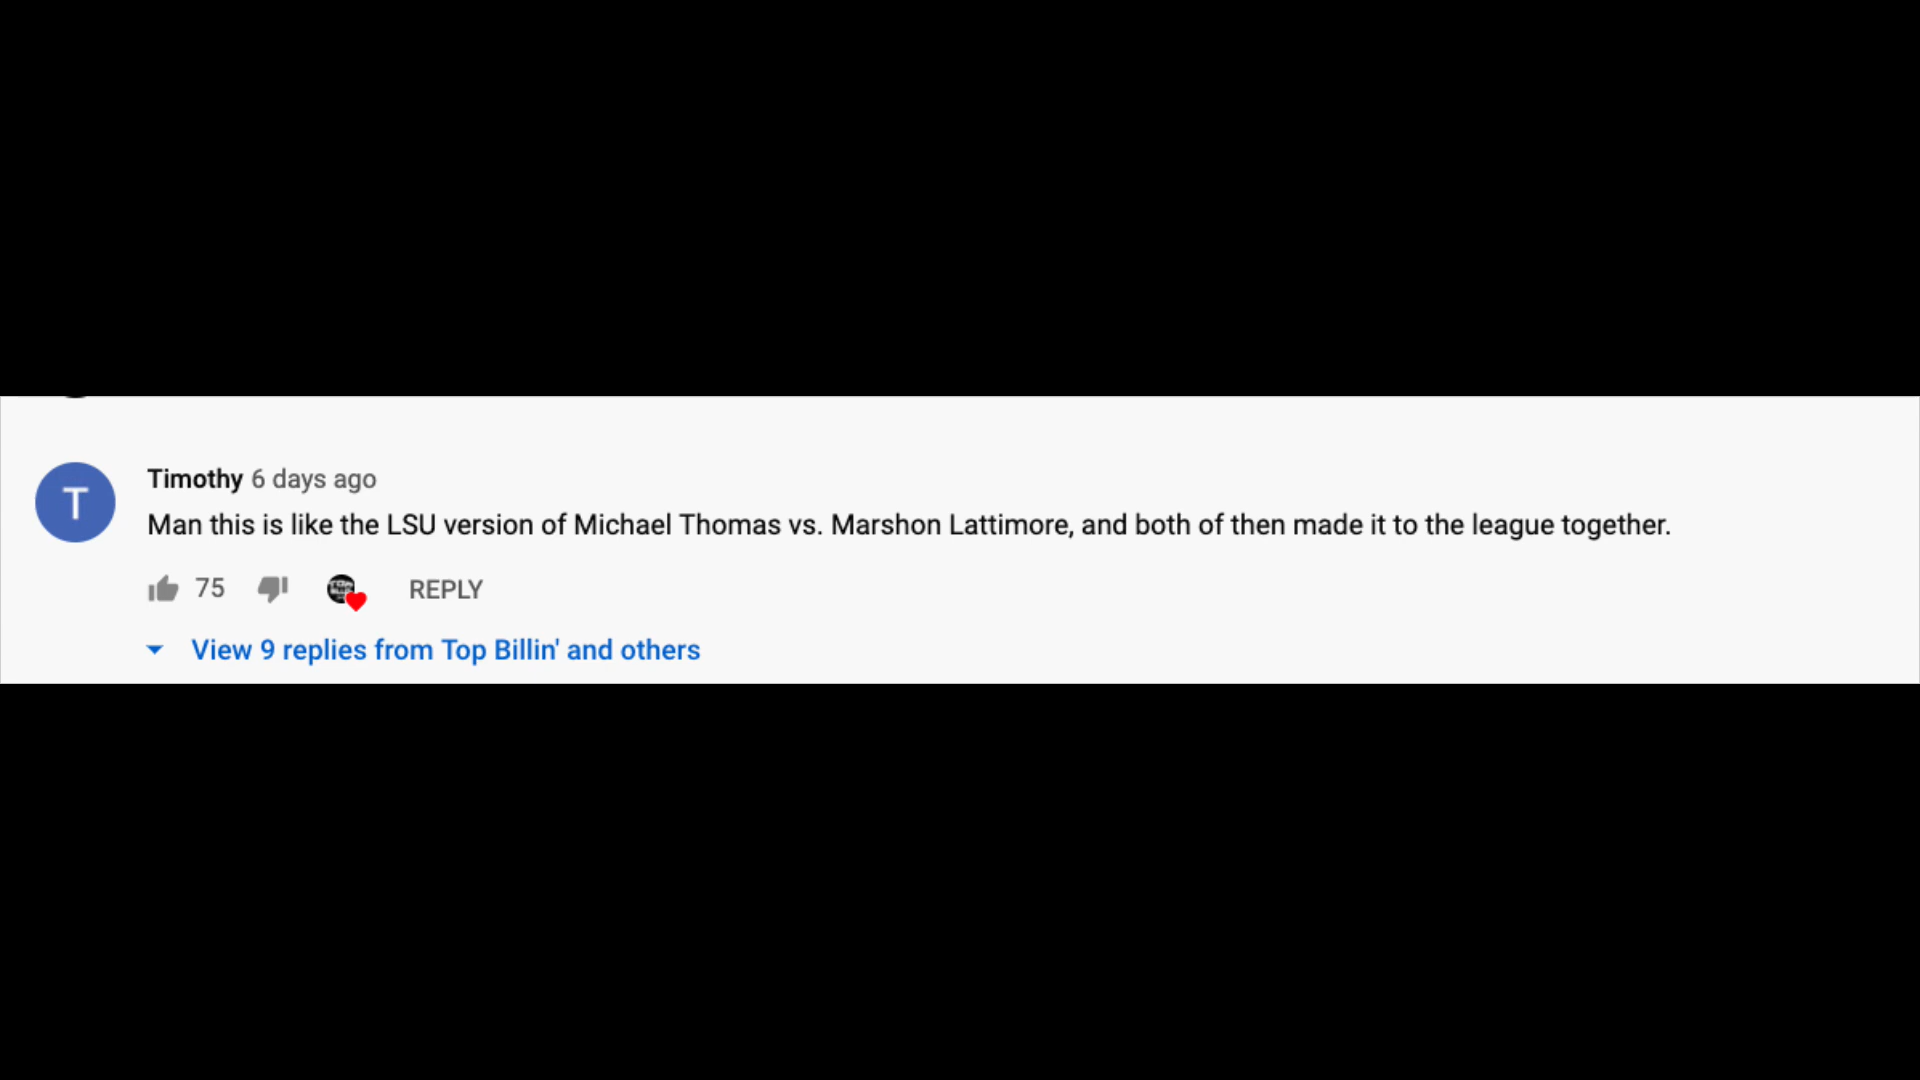 T
Timothy 6 days ago
Man this is like the LSU version of Michael Thomas vs. Marshon Lattimore, and both of then made it to the league together.
75 REPLY
View 9 replies from Top Billin' and others